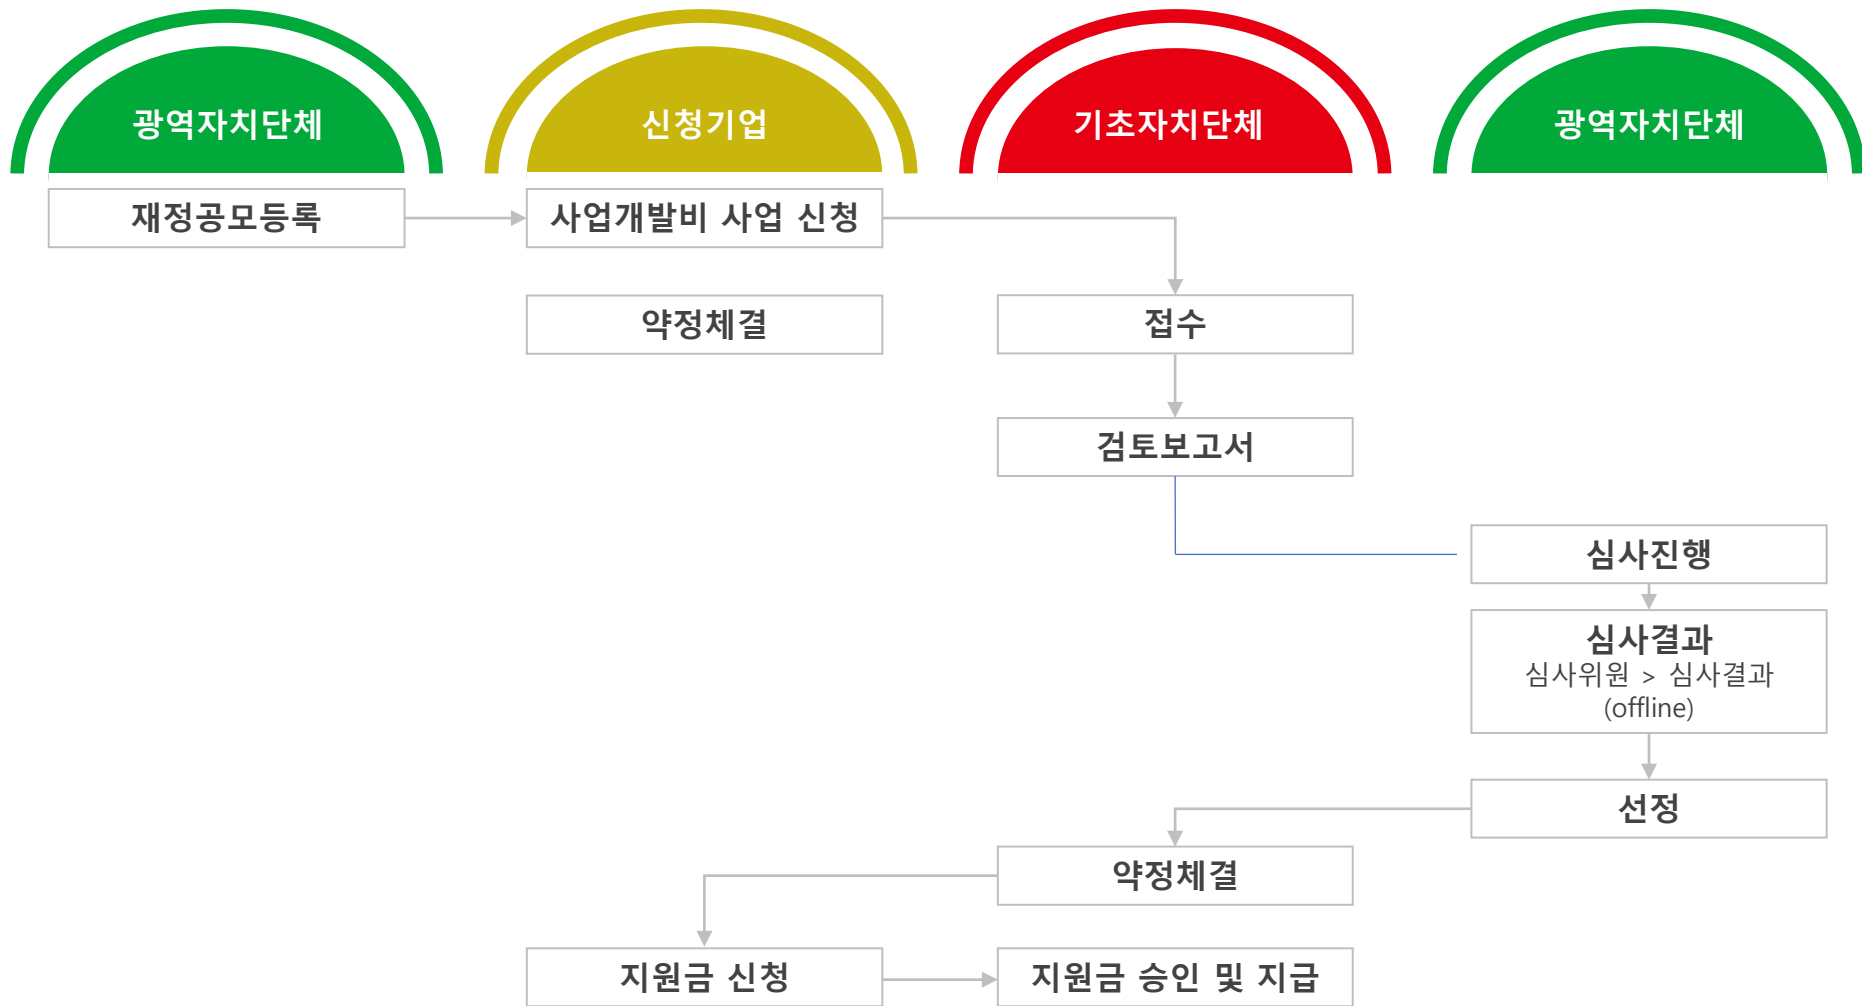 광역자치단체
신청기업
기초자치단체
광역자치단체
재정공모등록
사업개발비 사업 신청
약정체결
접수
검토보고서
심사진행
심사결과
심사위원 > 심사결과
(offline)
선정
약정체결
지원금 신청
지원금 승인 및 지급